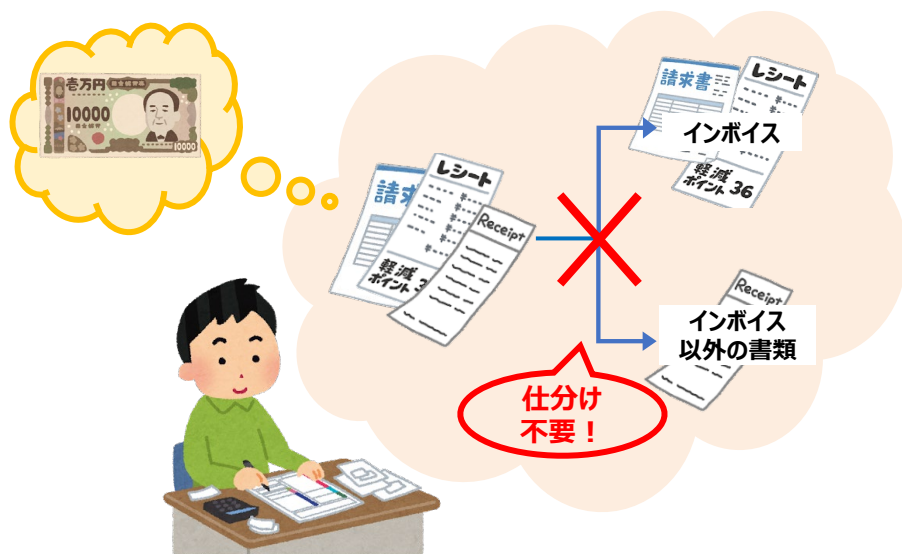 壱万円
10000
10000
請求書
レシート
インボイス
軽減
ポイント 36
請求
レシート
Receipt
軽減
ポイント 3
Receipt
インボイス
以外の書類
仕分け
不要！